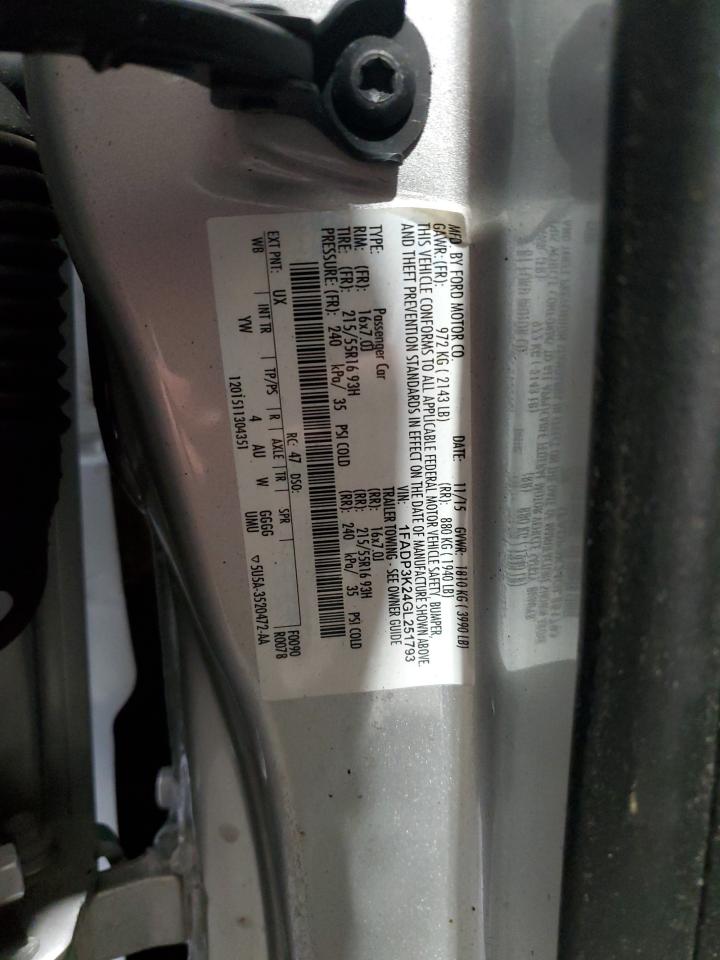 MFD. BY FORD MOTOR CO. DATE: 11/15 GVWR: 1810 KG ( 3990 LB)
GAWR: (FR): 972 KG ( 2143 LB) (RR): 880 KG ( 1940 LB)
THIS VEHICLE CONFORMS TO ALL APPLICABLE FEDERAL MOTOR VEHICLE SAFETY, BUMPER,
AND THEFT PREVENTION STANDARDS IN EFFECT ON THE DATE OF MANUFACTURE SHOWN ABOVE.
VIN: 1FADP3K24GL251793
TYPE: Passenger Car TRAILER TOWING - SEE OWNER GUIDE
RIM: (FR): 16x7.0J (RR): 16x7.0J
TIRE: (FR): 215/55R16 93H (RR): 215/55R16 93H
PRESSURE: (FR): 240 kPa/ 35 PSI COLD (RR): 240 kPa/ 35 PSI COLD
RC: 47 DSO: F0090
EXT PNT: UX R0078
WB INT TR TP/PS R AXLE TR SPR
YW 4 AU W GGGG UMU 5U5A-3520472-AA
120151130435​1